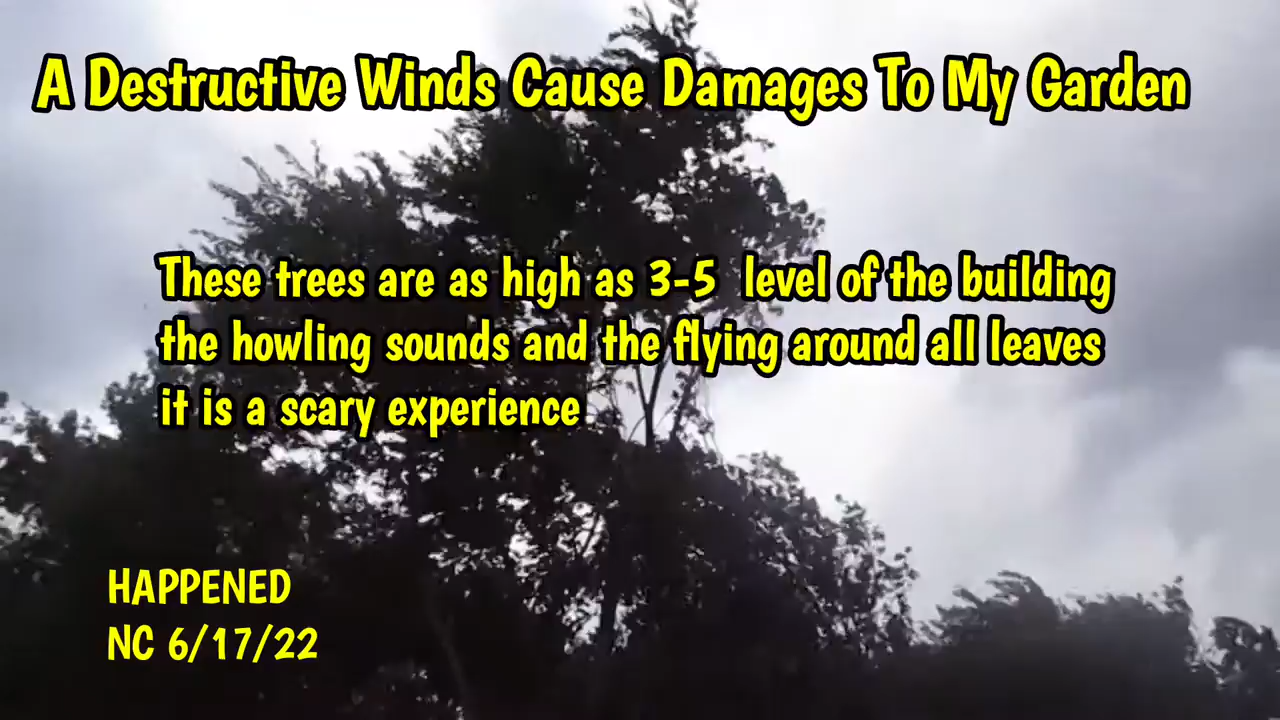 A Destructive Winds Cause Damages To My Garden
These trees are as high as 3-5 level of the building
the howling sounds and the flying around all leaves
it is a scary experience
HAPPENED
NC 6/17/22